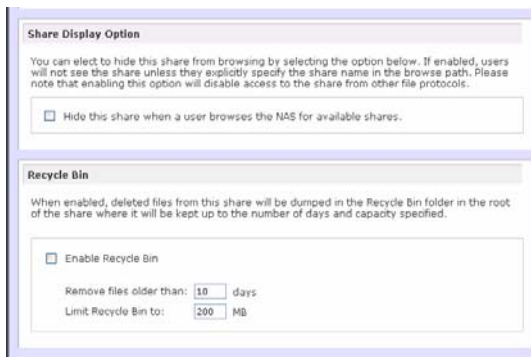 Share Display Option
You can elect to hide this share from browsing by selecting the option below. If enabled, users
will not see the share unless they explicitly specify the share name in the browse path. Please
note that enabling this option will disable access to the share from other file protocols.
Hide this share when a user browses the NAS for available shares.
Recycle Bin
When enabled, deleted files from this share will be dumped in the Recycle Bin folder in the root
of the share where it will be kept up to the number of days and capacity specified.
Enable Recycle Bin
Remove files older than: 10 days
Limit Recycle Bin to: 200 MB